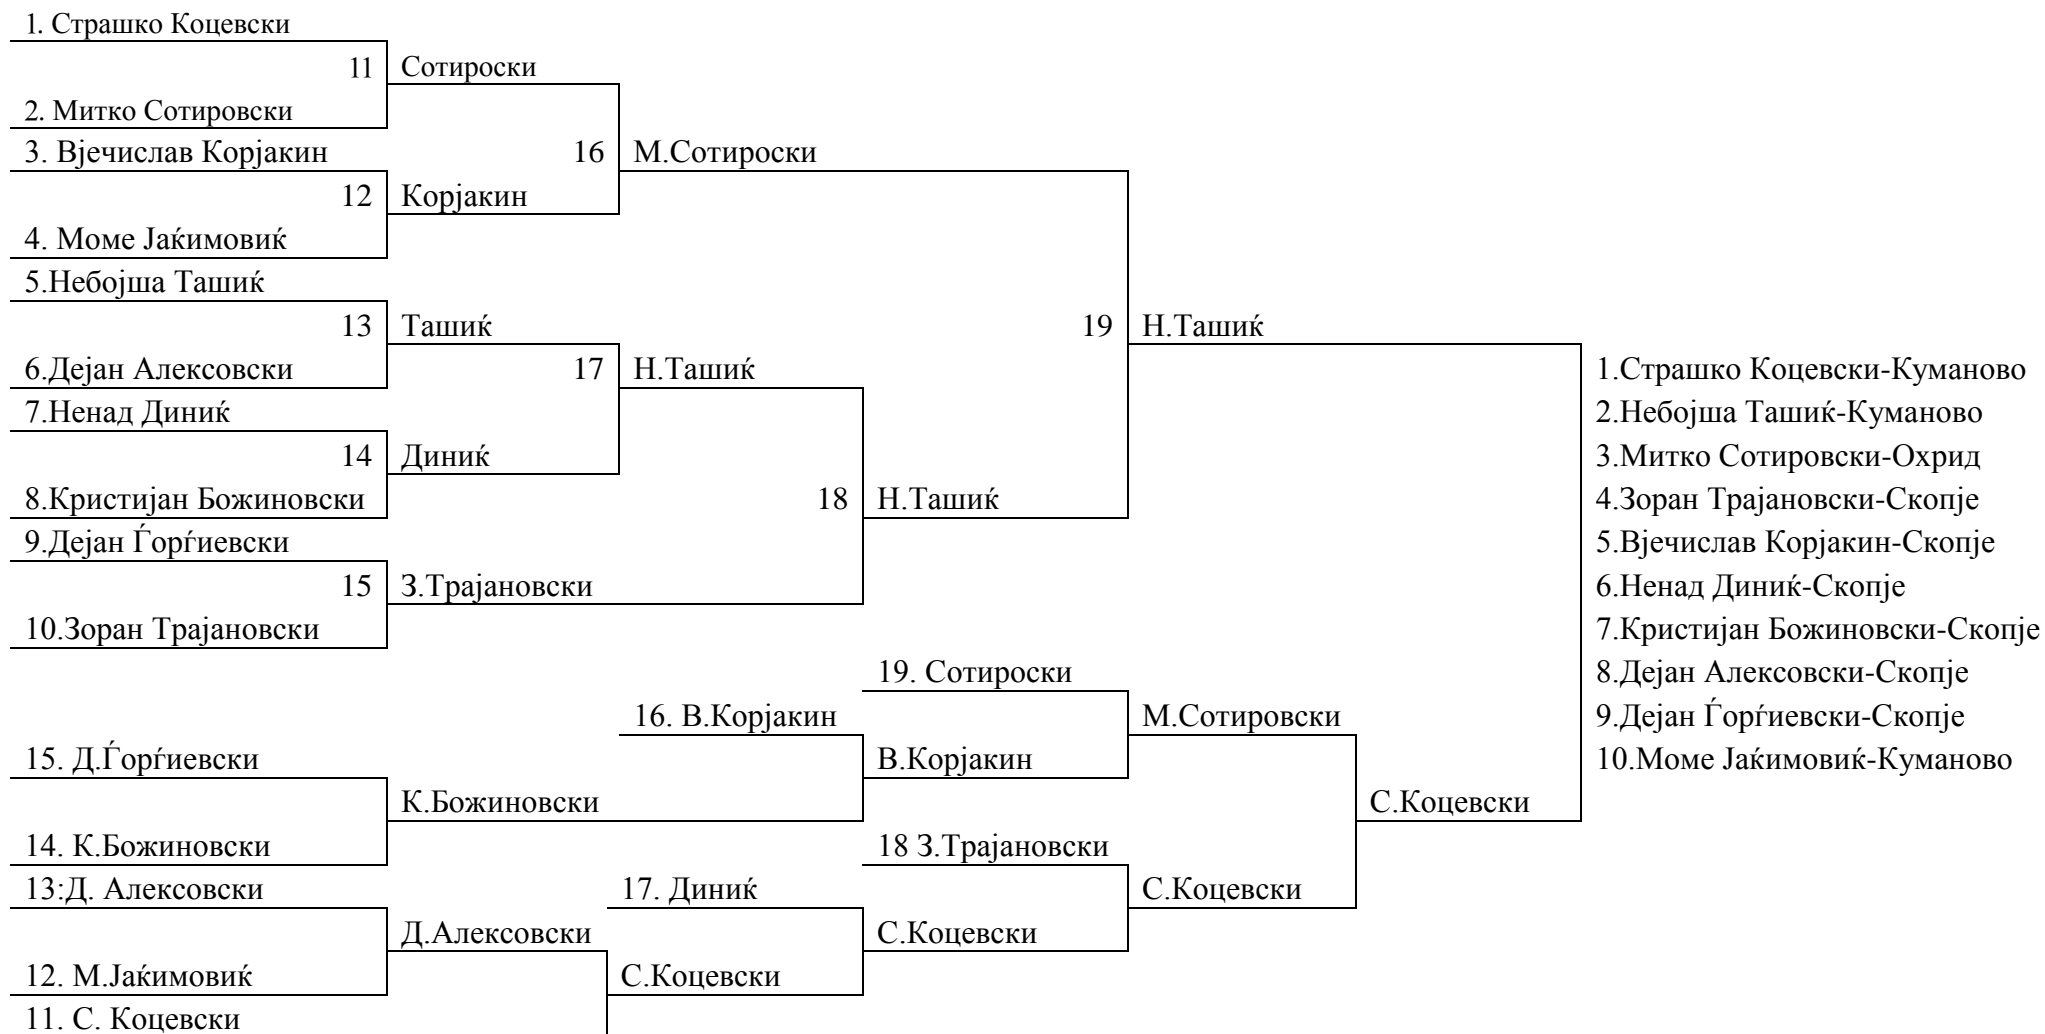 1. Страшко Коцевски
11 Сотироски
2. Митко Сотировски
3. Вјечислав Корјакин
16 М.Сотироски
12 Корјакин
4. Моме Јаќимовиќ
5.Небојша Ташиќ
13 Ташиќ
19 Н.Ташиќ
6.Дејан Алексовски
17 Н.Ташиќ
7.Ненад Диниќ
14 Диниќ
8.Кристијан Божиновски
18 Н.Ташиќ
9.Дејан Ѓорѓиевски
15 З.Трајановски
10.Зоран Трајановски
19. Сотироски
16. В.Корјакин
М.Сотировски
15. Д.Ѓорѓиевски
В.Корјакин
К.Божиновски
С.Коцевски
14. К.Божиновски
18 З.Трајановски
13:Д. Алексовски
17. Диниќ
С.Коцевски
Д.Алексовски
С.Коцевски
12. М.Јаќимовиќ
С.Коцевски
11. С. Коцевски
1.Страшко Коцевски-Куманово
2.Небојша Ташиќ-Куманово
3.Митко Сотировски-Охрид
4.Зоран Трајановски-Скопје
5.Вјечислав Корјакин-Скопје
6.Ненад Диниќ-Скопје
7.Кристијан Божиновски-Скопје
8.Дејан Алексовски-Скопје
9.Дејан Ѓорѓиевски-Скопје
10.Моме Јаќимовиќ-Куманово